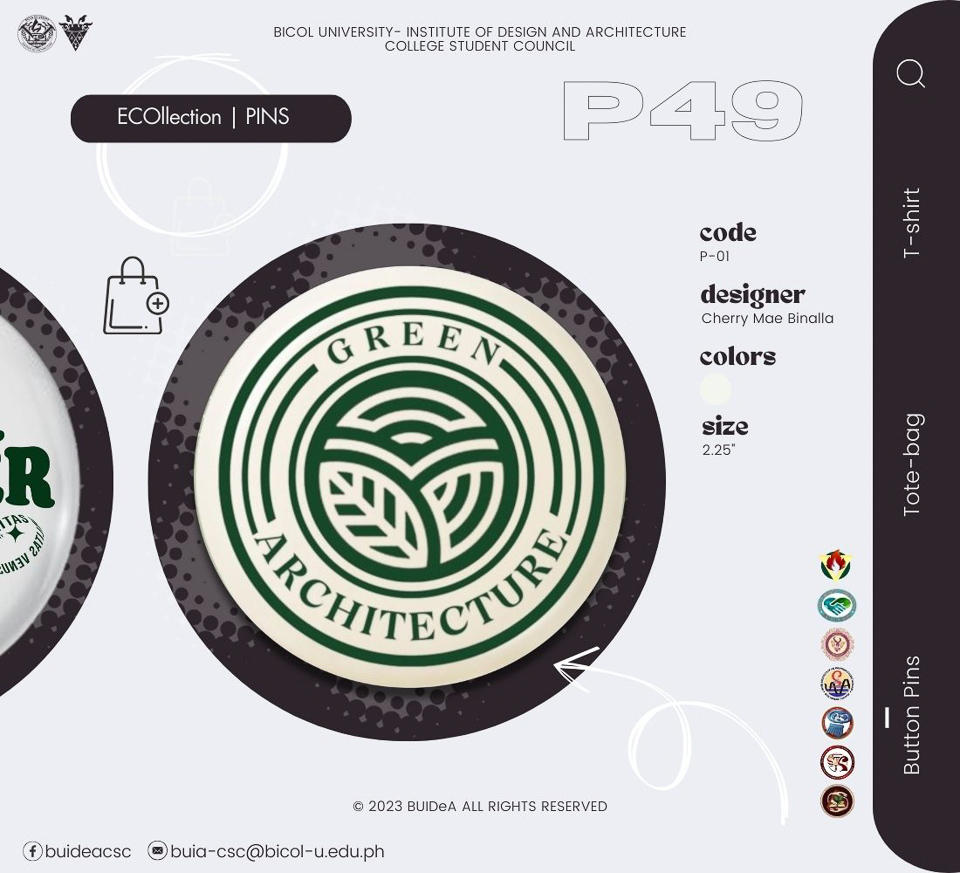 BICOL UNIVERSITY- INSTITUTE OF DESIGN AND ARCHITECTURE
COLLEGE STUDENT COUNCIL
ECOllection | PINS
P49
code
P-01
designer
Cherry Mae Binalla
colors
size
2.25"
GREEN
ARCHITECTURE
T-shirt
Tote-bag
Button Pins
© 2023 BUIDeA ALL RIGHTS RESERVED
buideacsc
buia-csc@bicol-u.edu.ph